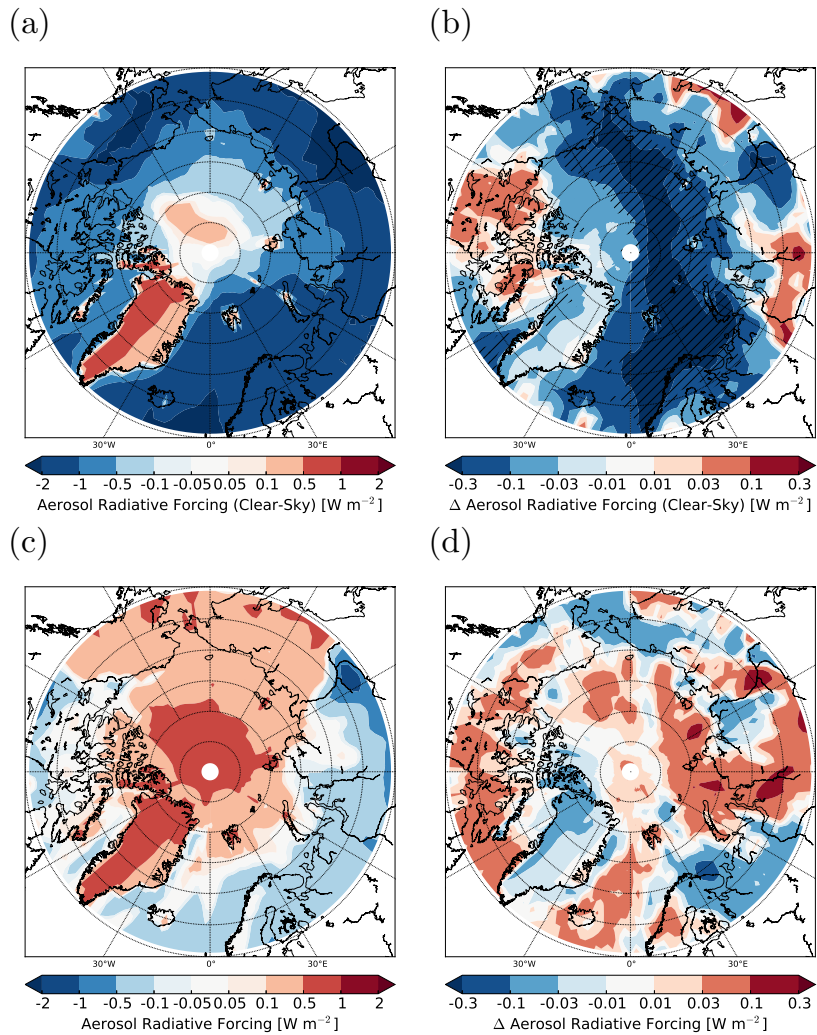 (a)
(b)
30°W 0° 30°E
30°W 0° 30°E
-2 -1 -0.5 -0.1 -0.05 0.05 0.1 0.5 1 2
-0.3 -0.1 -0.03 -0.01 0.01 0.03 0.1 0.3
Aerosol Radiative Forcing (Clear-Sky) [W m⁻²]
Δ Aerosol Radiative Forcing (Clear-Sky) [W m⁻²]
(c)
(d)
30°W 0° 30°E
30°W 0° 30°E
-2 -1 -0.5 -0.1 -0.05 0.05 0.1 0.5 1 2
-0.3 -0.1 -0.03 -0.01 0.01 0.03 0.1 0.3
Aerosol Radiative Forcing [W m⁻²]
Δ Aerosol Radiative Forcing [W m⁻²]